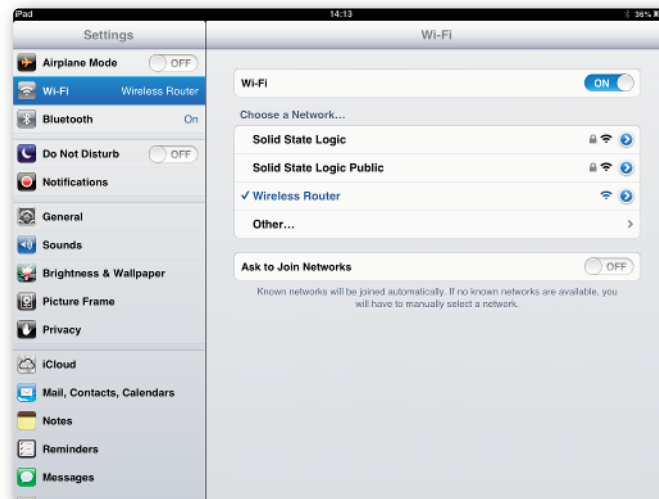 iPad
14:13
36%
Settings
Wi-Fi
Airplane Mode OFF
Wi-Fi Wireless Router
Bluetooth On
Do Not Disturb OFF
Notifications
General
Sounds
Brightness & Wallpaper
Picture Frame
Privacy
iCloud
Mail, Contacts, Calendars
Notes
Reminders
Messages
Wi-Fi ON
Choose a Network...
Solid State Logic
Solid State Logic Public
✓ Wireless Router
Other...
Ask to Join Networks OFF
Known networks will be joined automatically. If no known networks are available, you
will have to manually select a network.